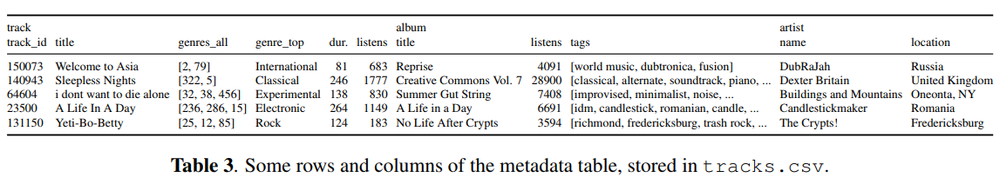 track album artist
track_id title genres_all genre_top dur. listens title listens tags name location
150073 Welcome to Asia [2, 79] International 81 683 Reprise 4091 [world music, dubtronica, fusion] DubRaJah Russia
140943 Sleepless Nights [322, 5] Classical 246 1777 Creative Commons Vol. 7 28900 [classical, alternate, soundtrack, piano, ... Dexter Britain United Kingdom
64604 i dont want to die alone [32, 38, 456] Experimental 138 830 Summer Gut String 7408 [improvised, minimalist, noise, ... Buildings and Mountains Oneonta, NY
23500 A Life In A Day [236, 286, 15] Electronic 264 1149 A Life in a Day 6691 [idm, candlestick, romanian, candle, ... Candlestickmaker Romania
131150 Yeti-Bo-Betty [25, 12, 85] Rock 124 183 No Life After Crypts 3594 [richmond, fredericksburg, trash rock, ... The Crypts! Fredericksburg
Table 3. Some rows and columns of the metadata table, stored in tracks.csv.